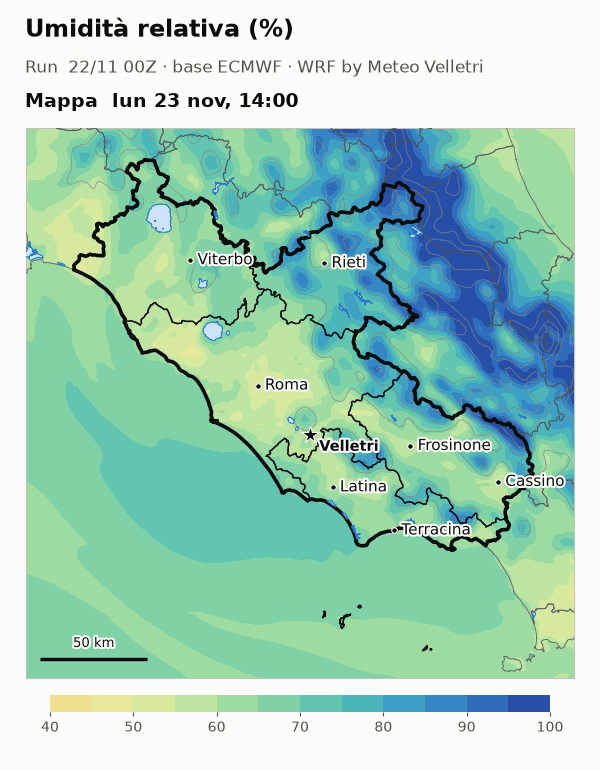 Umidità relativa (%)
Run  22/11 00Z · base ECMWF · WRF by Meteo Velletri
Mappa  lun 23 nov, 14:00
Viterbo
Rieti
Roma
Velletri
Frosinone
Cassino
Latina
Terracina
50 km
40 50 60 70 80 90 100